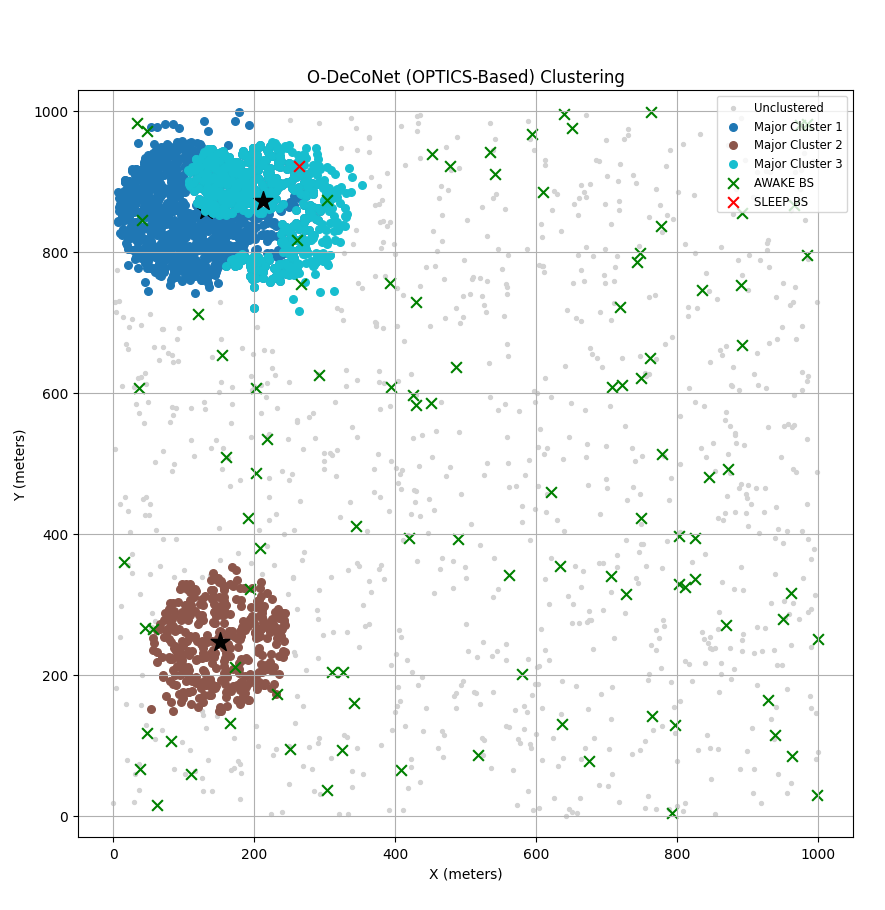 O-DeCoNet (OPTICS-Based) Clustering
Unclustered
Major Cluster 1
Major Cluster 2
Major Cluster 3
AWAKE BS
SLEEP BS
1000
800
600
400
200
0
Y (meters)
0 200 400 600 800 1000
X (meters)